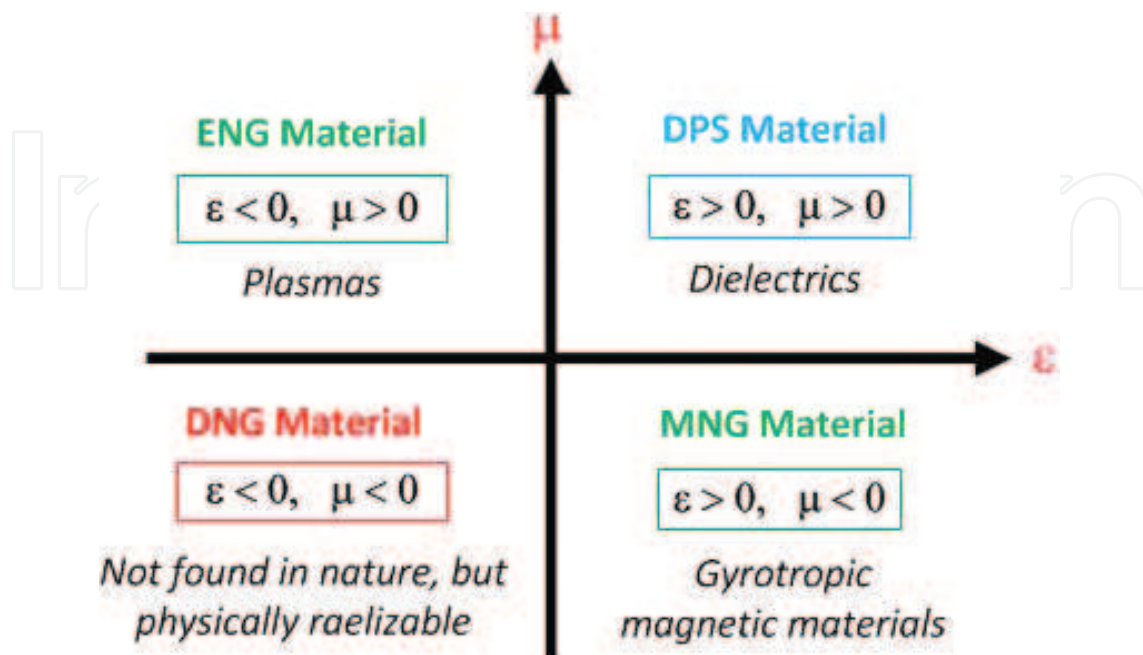 μ
ENG Material
ε < 0, μ > 0
Plasmas
DPS Material
ε > 0, μ > 0
Dielectrics
ε
DNG Material
ε < 0, μ < 0
Not found in nature, but
physically raelizable
MNG Material
ε > 0, μ < 0
Gyrotropic
magnetic materials